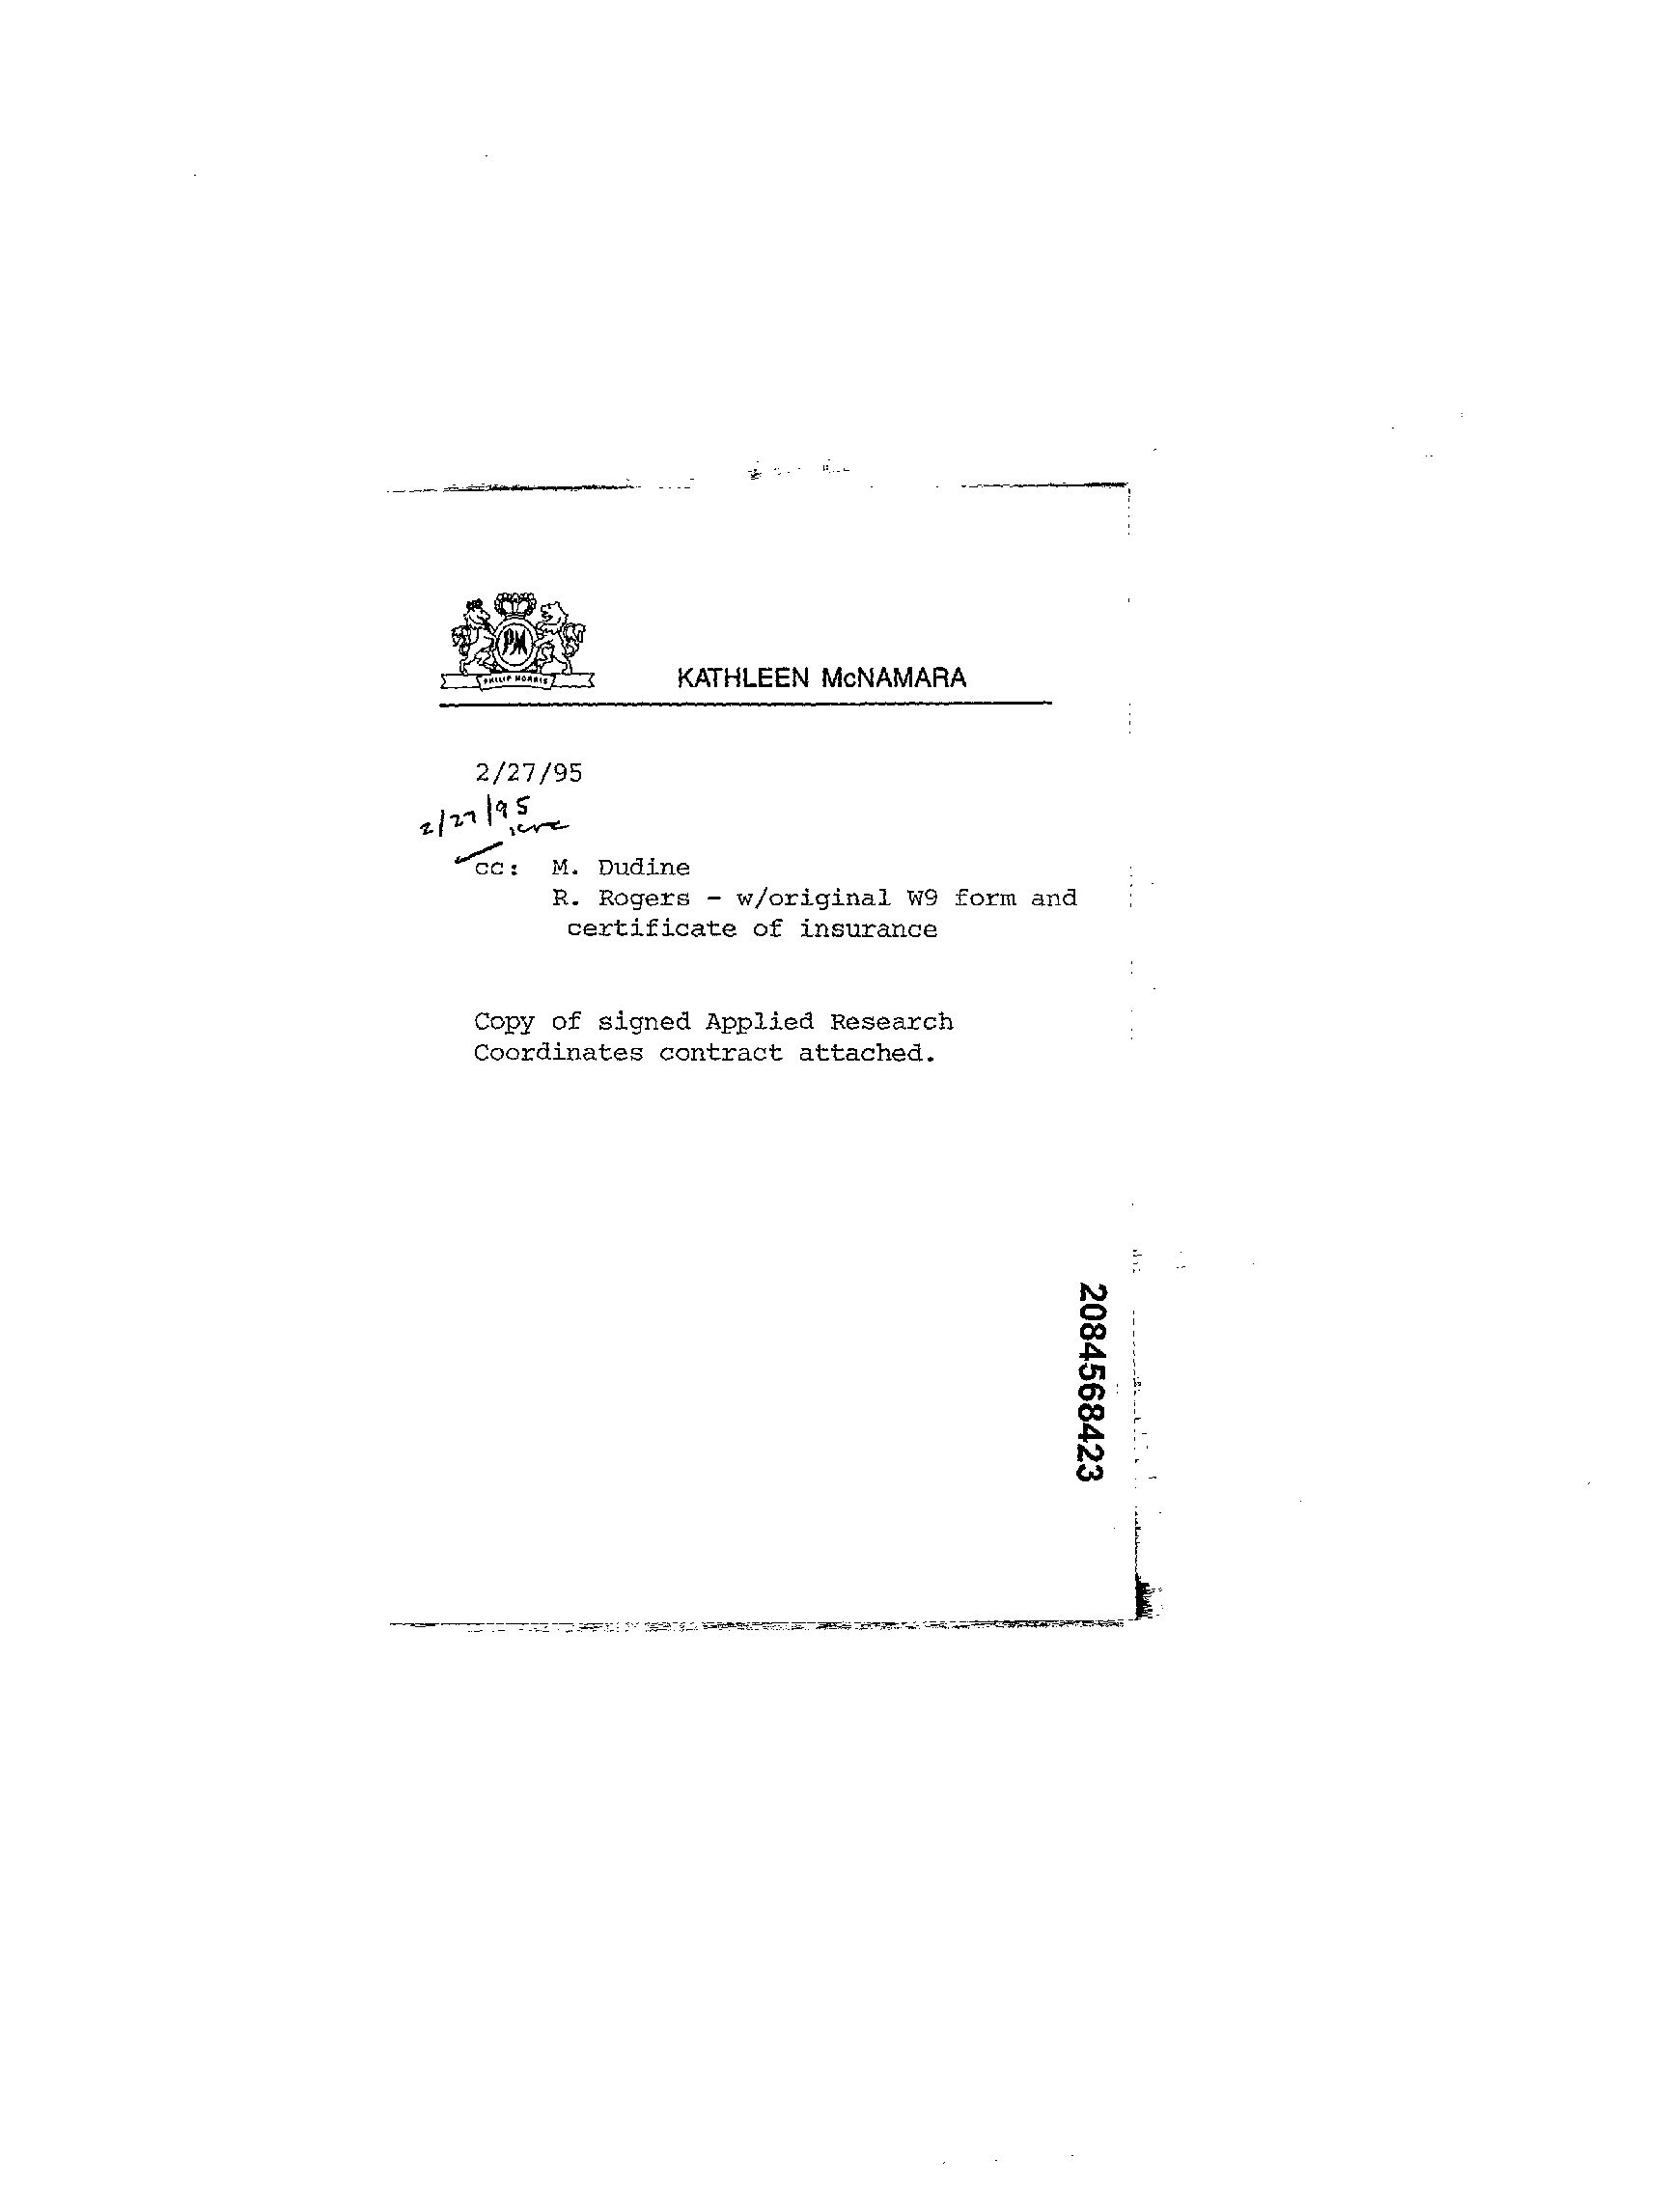 PM
PHILIP MORRIS
KATHLEEN McNAMARA
2/27/95
2/27/95
cc: M. Dudine
R. Rogers - w/original W9 form and
certificate of insurance
Copy of signed Applied Research
Coordinates contract attached.
2084568423